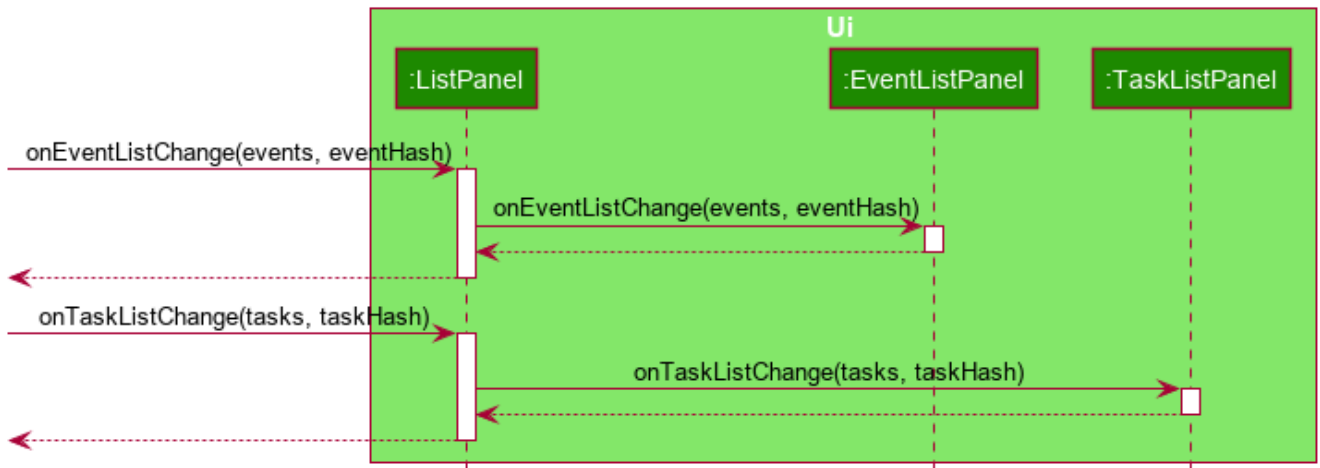 Ui
:ListPanel
:EventListPanel
:TaskListPanel
onEventListChange(events, eventHash)
onEventListChange(events, eventHash)
onTaskListChange(tasks, taskHash)
onTaskListChange(tasks, taskHash)